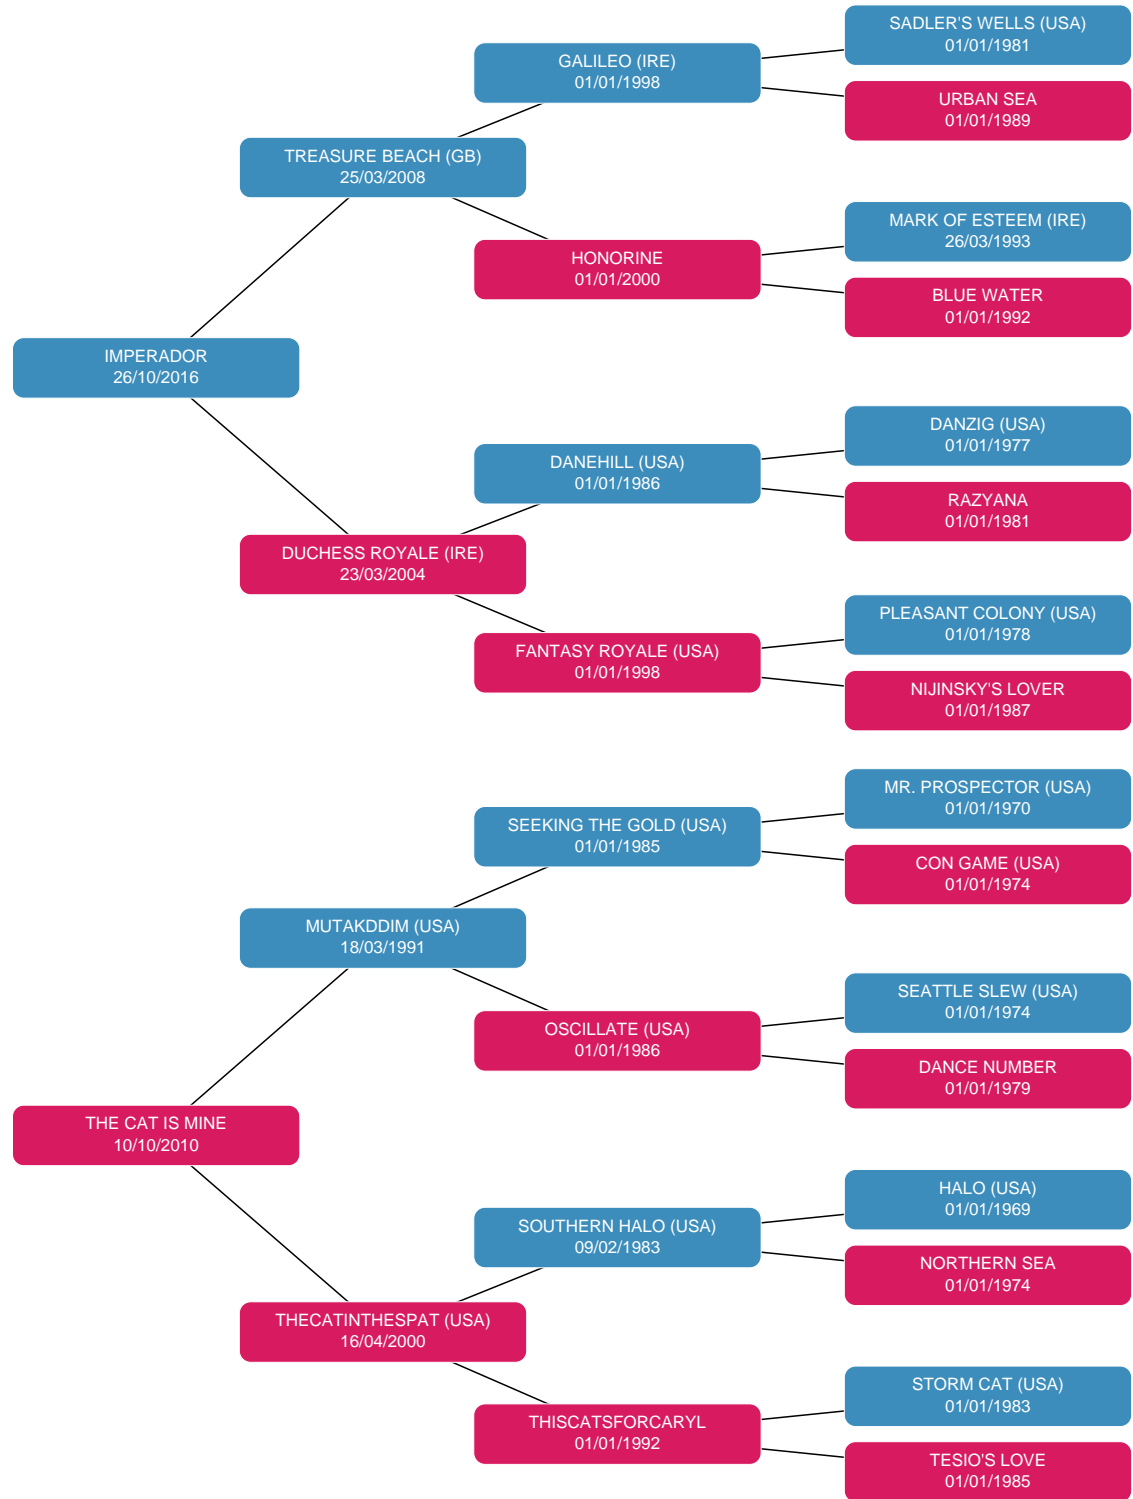 SADLER'S WELLS (USA)
01/01/1981
GALILEO (IRE)
01/01/1998
URBAN SEA
01/01/1989
TREASURE BEACH (GB)
25/03/2008
MARK OF ESTEEM (IRE)
26/03/1993
HONORINE
01/01/2000
BLUE WATER
01/01/1992
IMPERADOR
26/10/2016
DANZIG (USA)
01/01/1977
DANEHILL (USA)
01/01/1986
RAZYANA
01/01/1981
DUCHESS ROYALE (IRE)
23/03/2004
PLEASANT COLONY (USA)
01/01/1978
FANTASY ROYALE (USA)
01/01/1998
NIJINSKY'S LOVER
01/01/1987
MR. PROSPECTOR (USA)
01/01/1970
SEEKING THE GOLD (USA)
01/01/1985
CON GAME (USA)
01/01/1974
MUTAKDDIM (USA)
18/03/1991
SEATTLE SLEW (USA)
01/01/1974
OSCILLATE (USA)
01/01/1986
DANCE NUMBER
01/01/1979
THE CAT IS MINE
10/10/2010
HALO (USA)
01/01/1969
SOUTHERN HALO (USA)
09/02/1983
NORTHERN SEA
01/01/1974
THECATINTHESPAT (USA)
16/04/2000
STORM CAT (USA)
01/01/1983
THISCATSFORCARYL
01/01/1992
TESIO'S LOVE
01/01/1985